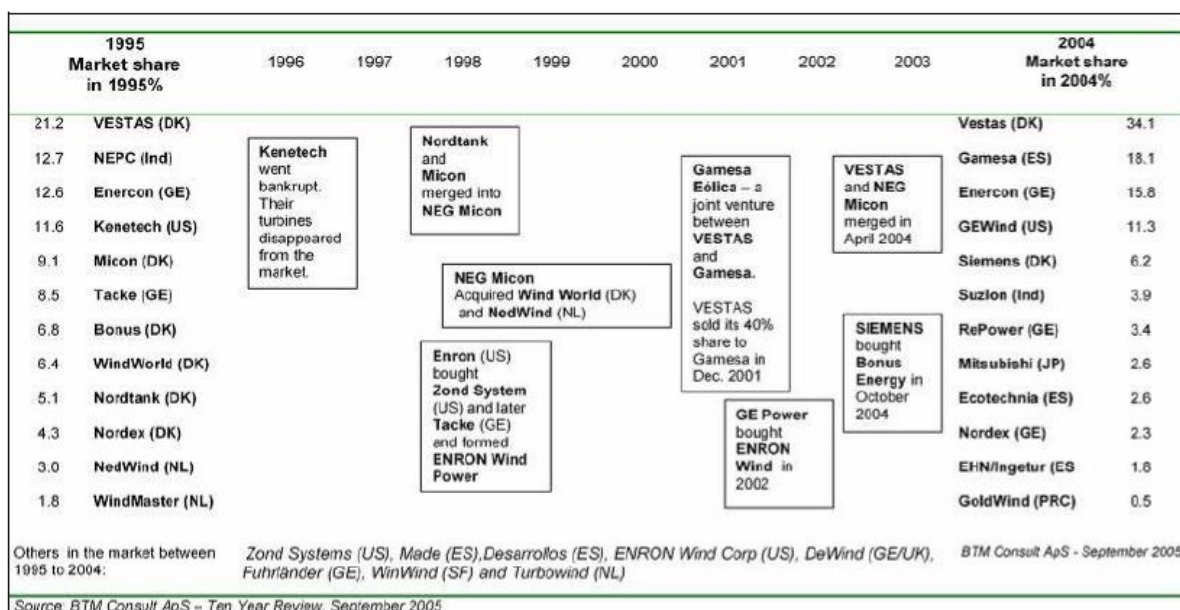 1995
Market share
in 1995%
1996
1997
1998
1999
2000
2001
2002
2003
2004
Market share
in 2004%
21.2 VESTAS (DK)
12.7 NEPC (Ind)
12.6 Enercon (GE)
11.6 Kenetech (US)
9.1 Micon (DK)
8.5 Tacke (GE)
6.8 Bonus (DK)
6.4 WindWorld (DK)
5.1 Nordtank (DK)
4.3 Nordex (DK)
3.0 NedWind (NL)
1.8 WindMaster (NL)
Kenetech
went
bankrupt.
Their
turbines
disappeared
from the
market.
Nordtank
and
Micon
merged into
NEG Micon
NEG Micon
Acquired Wind World (DK)
and NedWind (NL)
Enron (US)
bought
Zond System
(US) and later
Tacke (GE)
and formed
ENRON Wind
Power
Gamesa
Eólica – a
joint venture
between
VESTAS
and
Gamesa.
VESTAS
sold its 40%
share to
Gamesa in
Dec. 2001
GE Power
bought
ENRON
Wind in
2002
VESTAS
and NEG
Micon
merged in
April 2004
SIEMENS
bought
Bonus
Energy in
October
2004
Vestas (DK) 34.1
Gamesa (ES) 18.1
Enercon (GE) 15.8
GEWind (US) 11.3
Siemens (DK) 6.2
Suzlon (Ind) 3.9
RePower (GE) 3.4
Mitsubishi (JP) 2.6
Ecotechnia (ES) 2.6
Nordex (GE) 2.3
EHN/Ingetur (ES 1.8
GoldWind (PRC) 0.5
Others in the market between
1995 to 2004:
Zond Systems (US), Made (ES),Desarrollos (ES), ENRON Wind Corp (US), DeWind (GE/UK),
Fuhrländer (GE), WinWind (SF) and Turbowind (NL)
BTM Consult ApS - September 2005
Source: BTM Consult ApS – Ten Year Review, September 2005